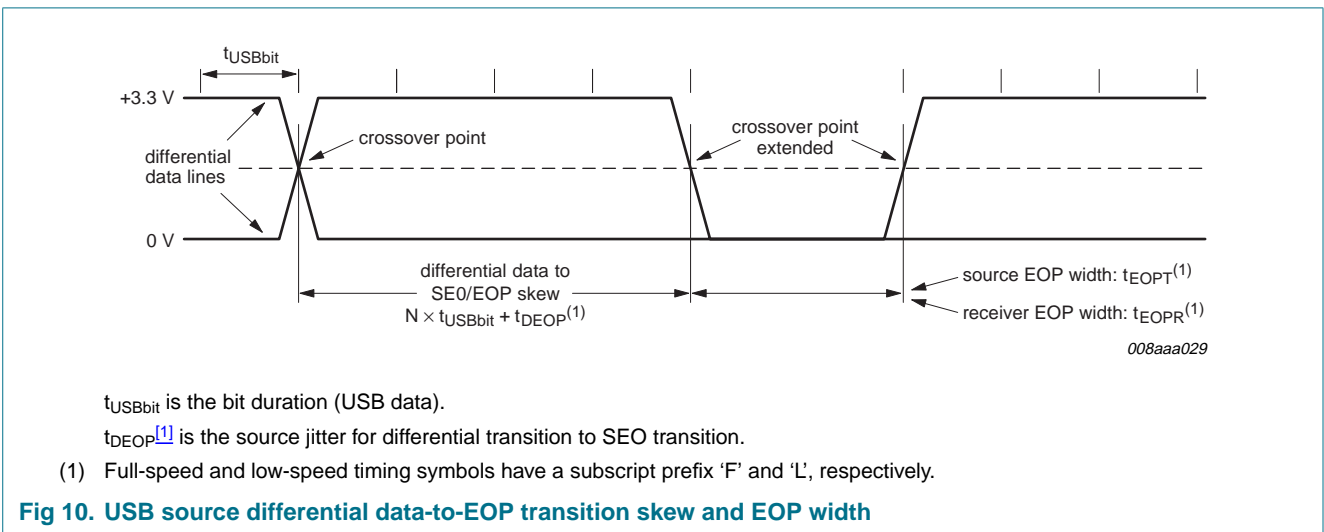 tUSBbit
+3.3 V
crossover point
crossover point
extended
differential
data lines
0 V
differential data to
SE0/EOP skew
N × tUSBbit + tDEOP(1)
source EOP width: tEOPT(1)
receiver EOP width: tEOPR(1)
008aaa029
tUSBbit is the bit duration (USB data).
tDEOP[1] is the source jitter for differential transition to SEO transition.
(1) Full-speed and low-speed timing symbols have a subscript prefix ‘F’ and ‘L’, respectively.
Fig 10. USB source differential data-to-EOP transition skew and EOP width